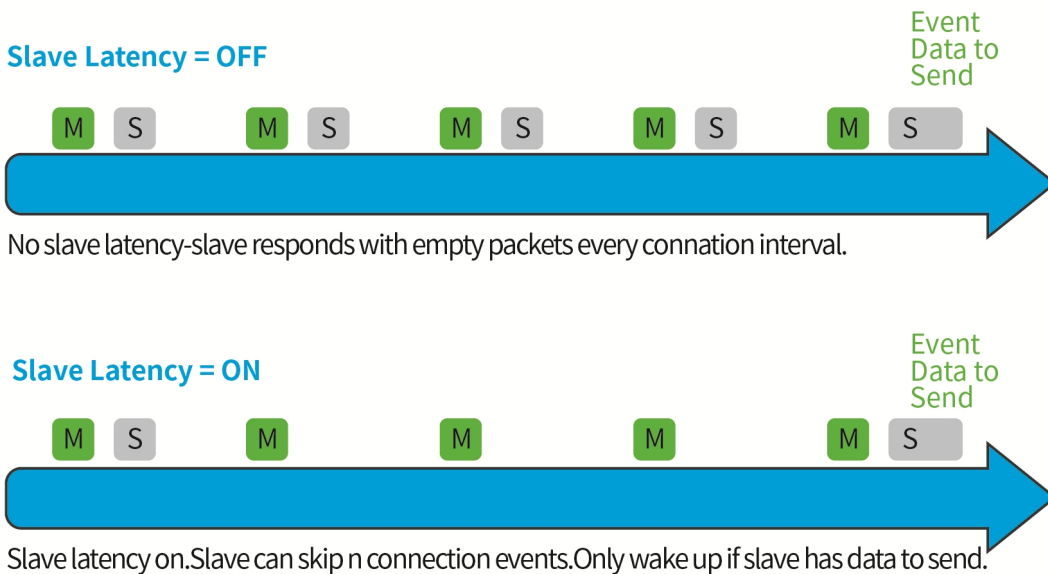 Event
Data to
Send
Slave Latency = OFF
M S M S M S M S M S
No slave latency-slave responds with empty packets every connation interval.
Event
Data to
Send
Slave Latency = ON
M S M M M M S
Slave latency on.Slave can skip n connection events.Only wake up if slave has data to send.